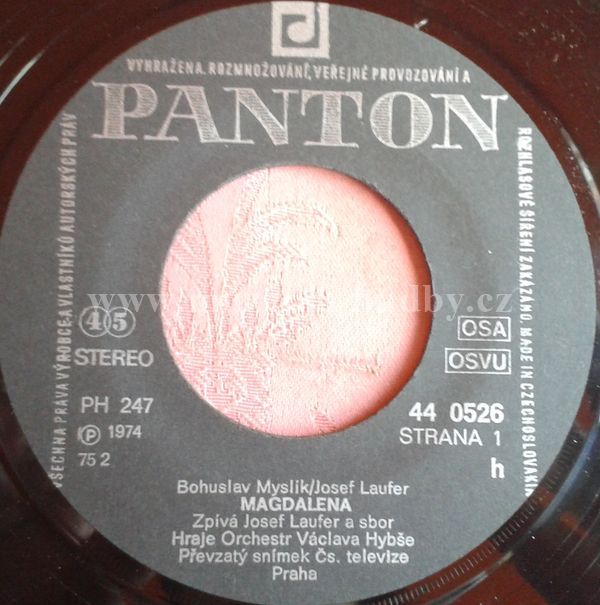 VŠECHNA PRÁVA VÝROBCE A VLASTNÍKŮ AUTORSKÝCH PRÁV VYHRAŽENA. ROZMNOŽOVÁNÍ, VEŘEJNÉ PROVOZOVÁNÍ A ROZHLASOVÉ ŠÍŘENÍ ZAKÁZÁNO. MADE IN CZECHOSLOVAKIA
PANTON
45
STEREO
OSA
OSVU
PH 247
℗ 1974
75 2
44 0526
STRANA 1
h
Bohuslav Myslík/Josef Laufer
MAGDALENA
Zpívá Josef Laufer a sbor
Hraje Orchestr Václava Hybše
Převzatý snímek Čs. televize
Praha